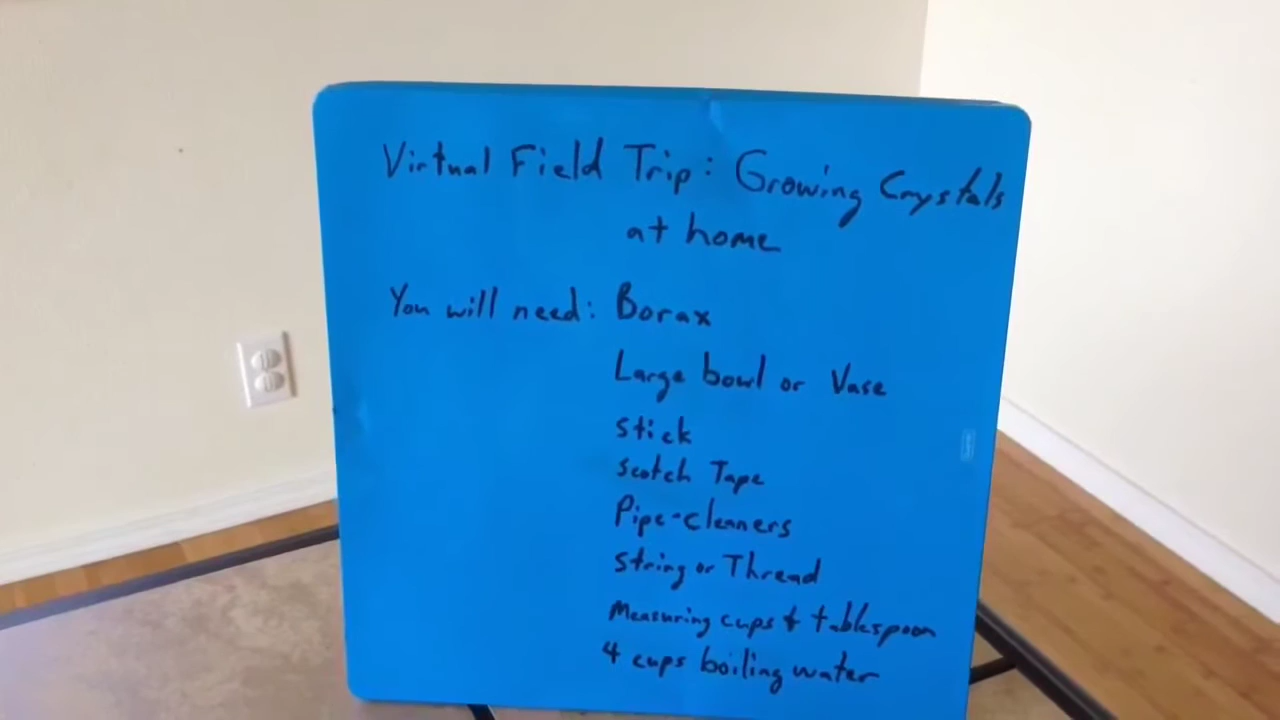 Virtual Field Trip: Growing Crystals
at home
You will need: Borax
Large bowl or Vase
Stick
Scotch Tape
Pipe-cleaners
String or Thread
Measuring cups & tablespoon
4 cups boiling water